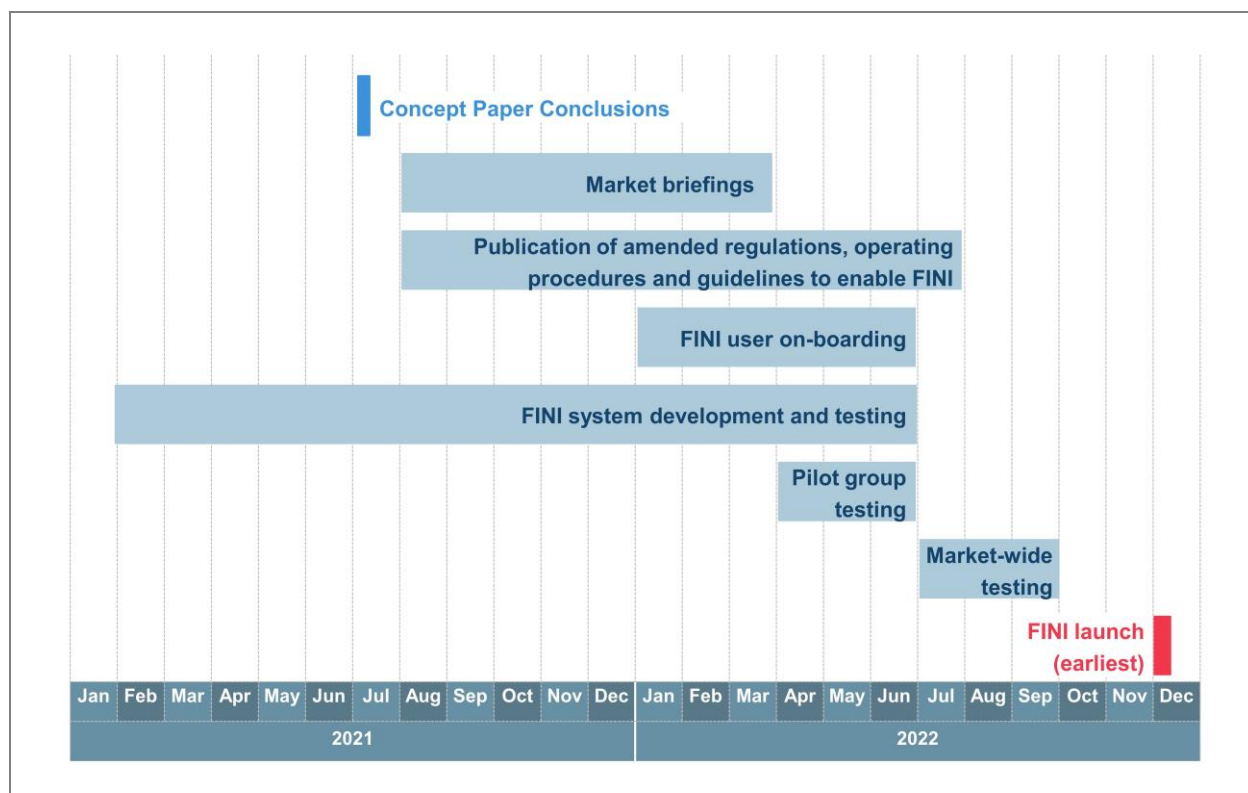 Concept Paper Conclusions
Market briefings
Publication of amended regulations, operating
procedures and guidelines to enable FINI
FINI user on-boarding
FINI system development and testing
Pilot group
testing
Market-wide
testing
FINI launch
(earliest)
Jan Feb Mar Apr May Jun Jul Aug Sep Oct Nov Dec Jan Feb Mar Apr May Jun Jul Aug Sep Oct Nov Dec
2021 2022